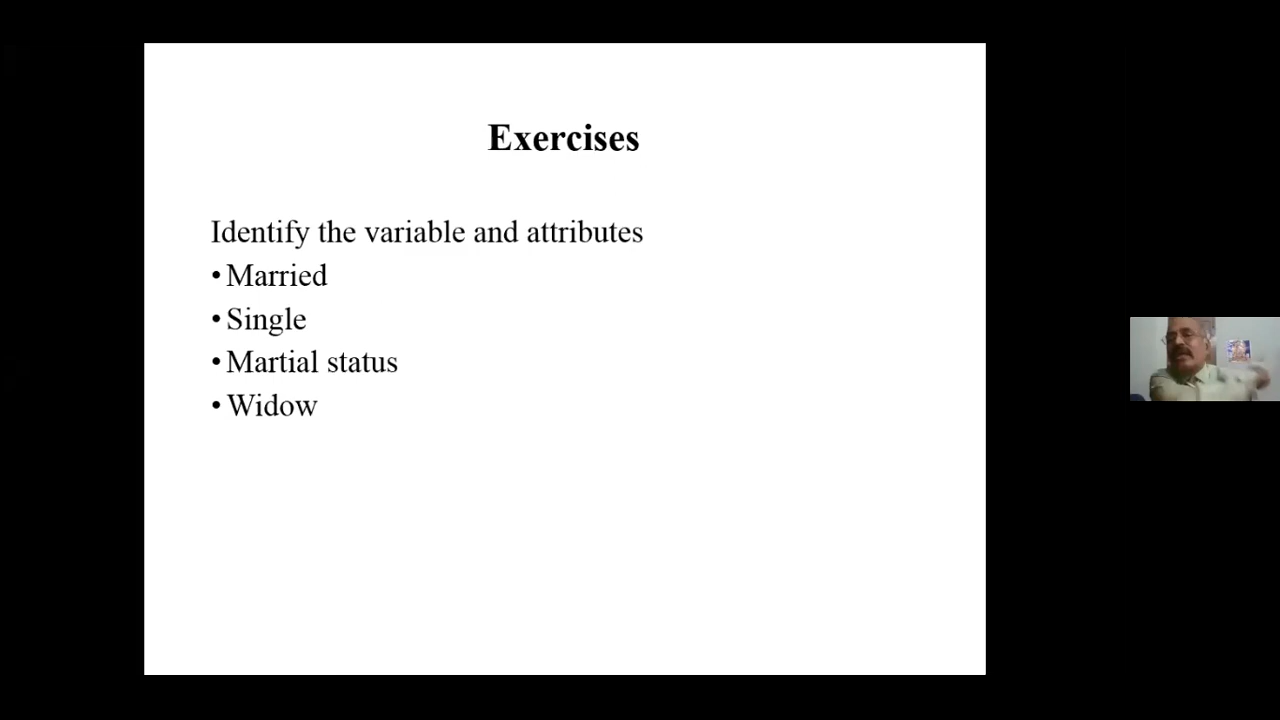 Exercises
Identify the variable and attributes
• Married
• Single
• Martial status
• Widow